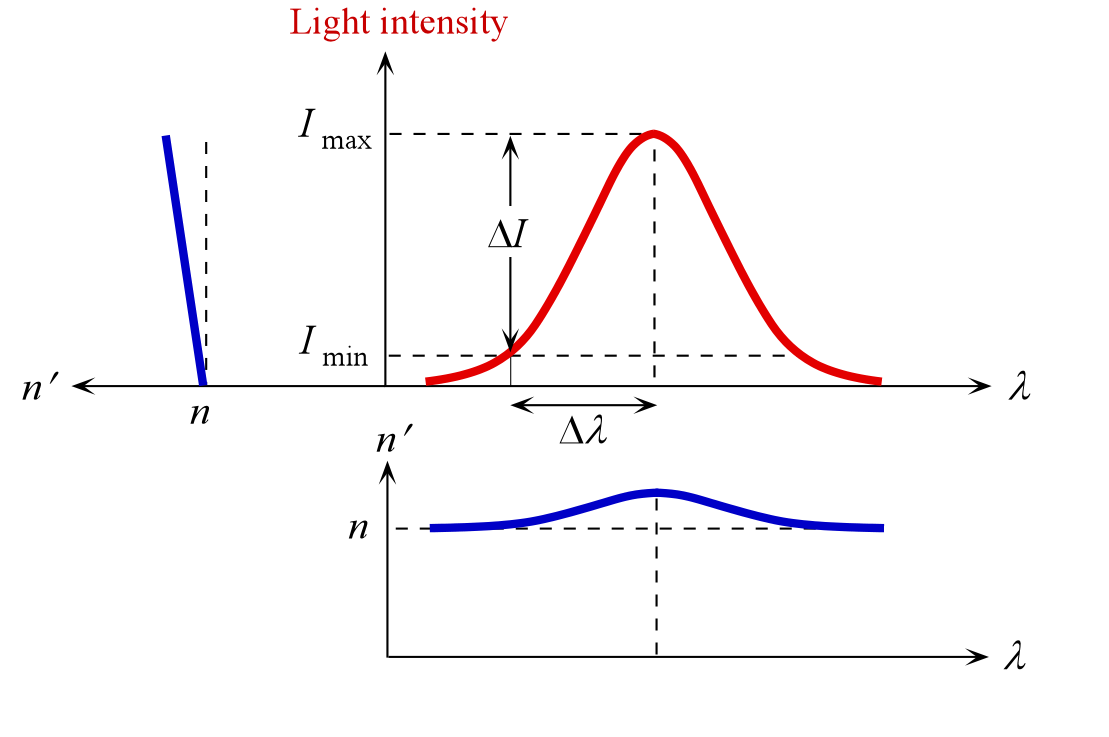 Light intensity
I max
ΔI
I min
n′
λ
n
Δλ
n′
n
λ